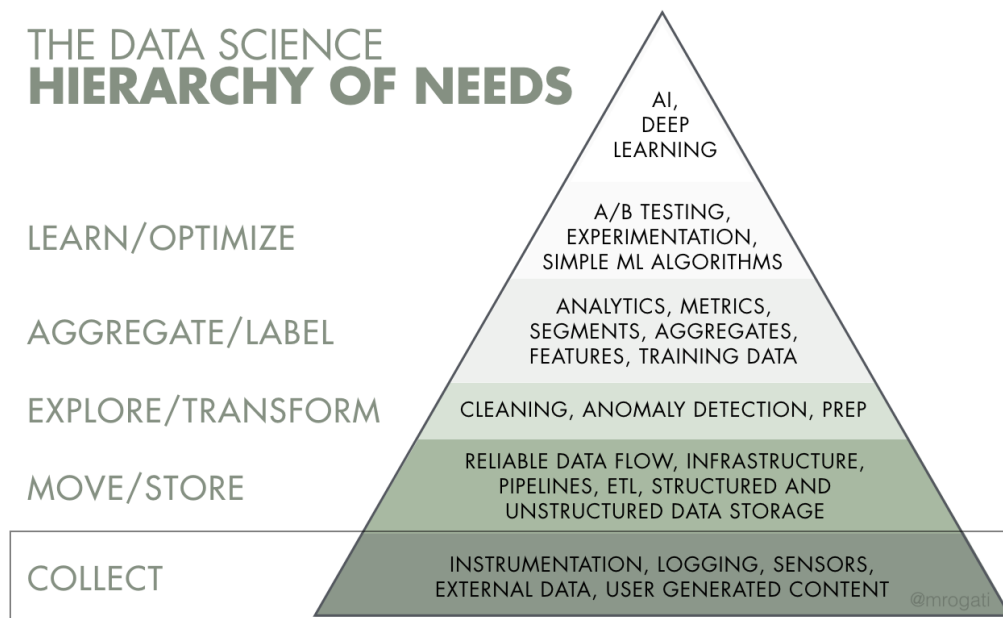 THE DATA SCIENCE
HIERARCHY OF NEEDS
AI,
DEEP
LEARNING
LEARN/OPTIMIZE
A/B TESTING,
EXPERIMENTATION,
SIMPLE ML ALGORITHMS
AGGREGATE/LABEL
ANALYTICS, METRICS,
SEGMENTS, AGGREGATES,
FEATURES, TRAINING DATA
EXPLORE/TRANSFORM
CLEANING, ANOMALY DETECTION, PREP
MOVE/STORE
RELIABLE DATA FLOW, INFRASTRUCTURE,
PIPELINES, ETL, STRUCTURED AND
UNSTRUCTURED DATA STORAGE
COLLECT
INSTRUMENTATION, LOGGING, SENSORS,
EXTERNAL DATA, USER GENERATED CONTENT
@mrogati